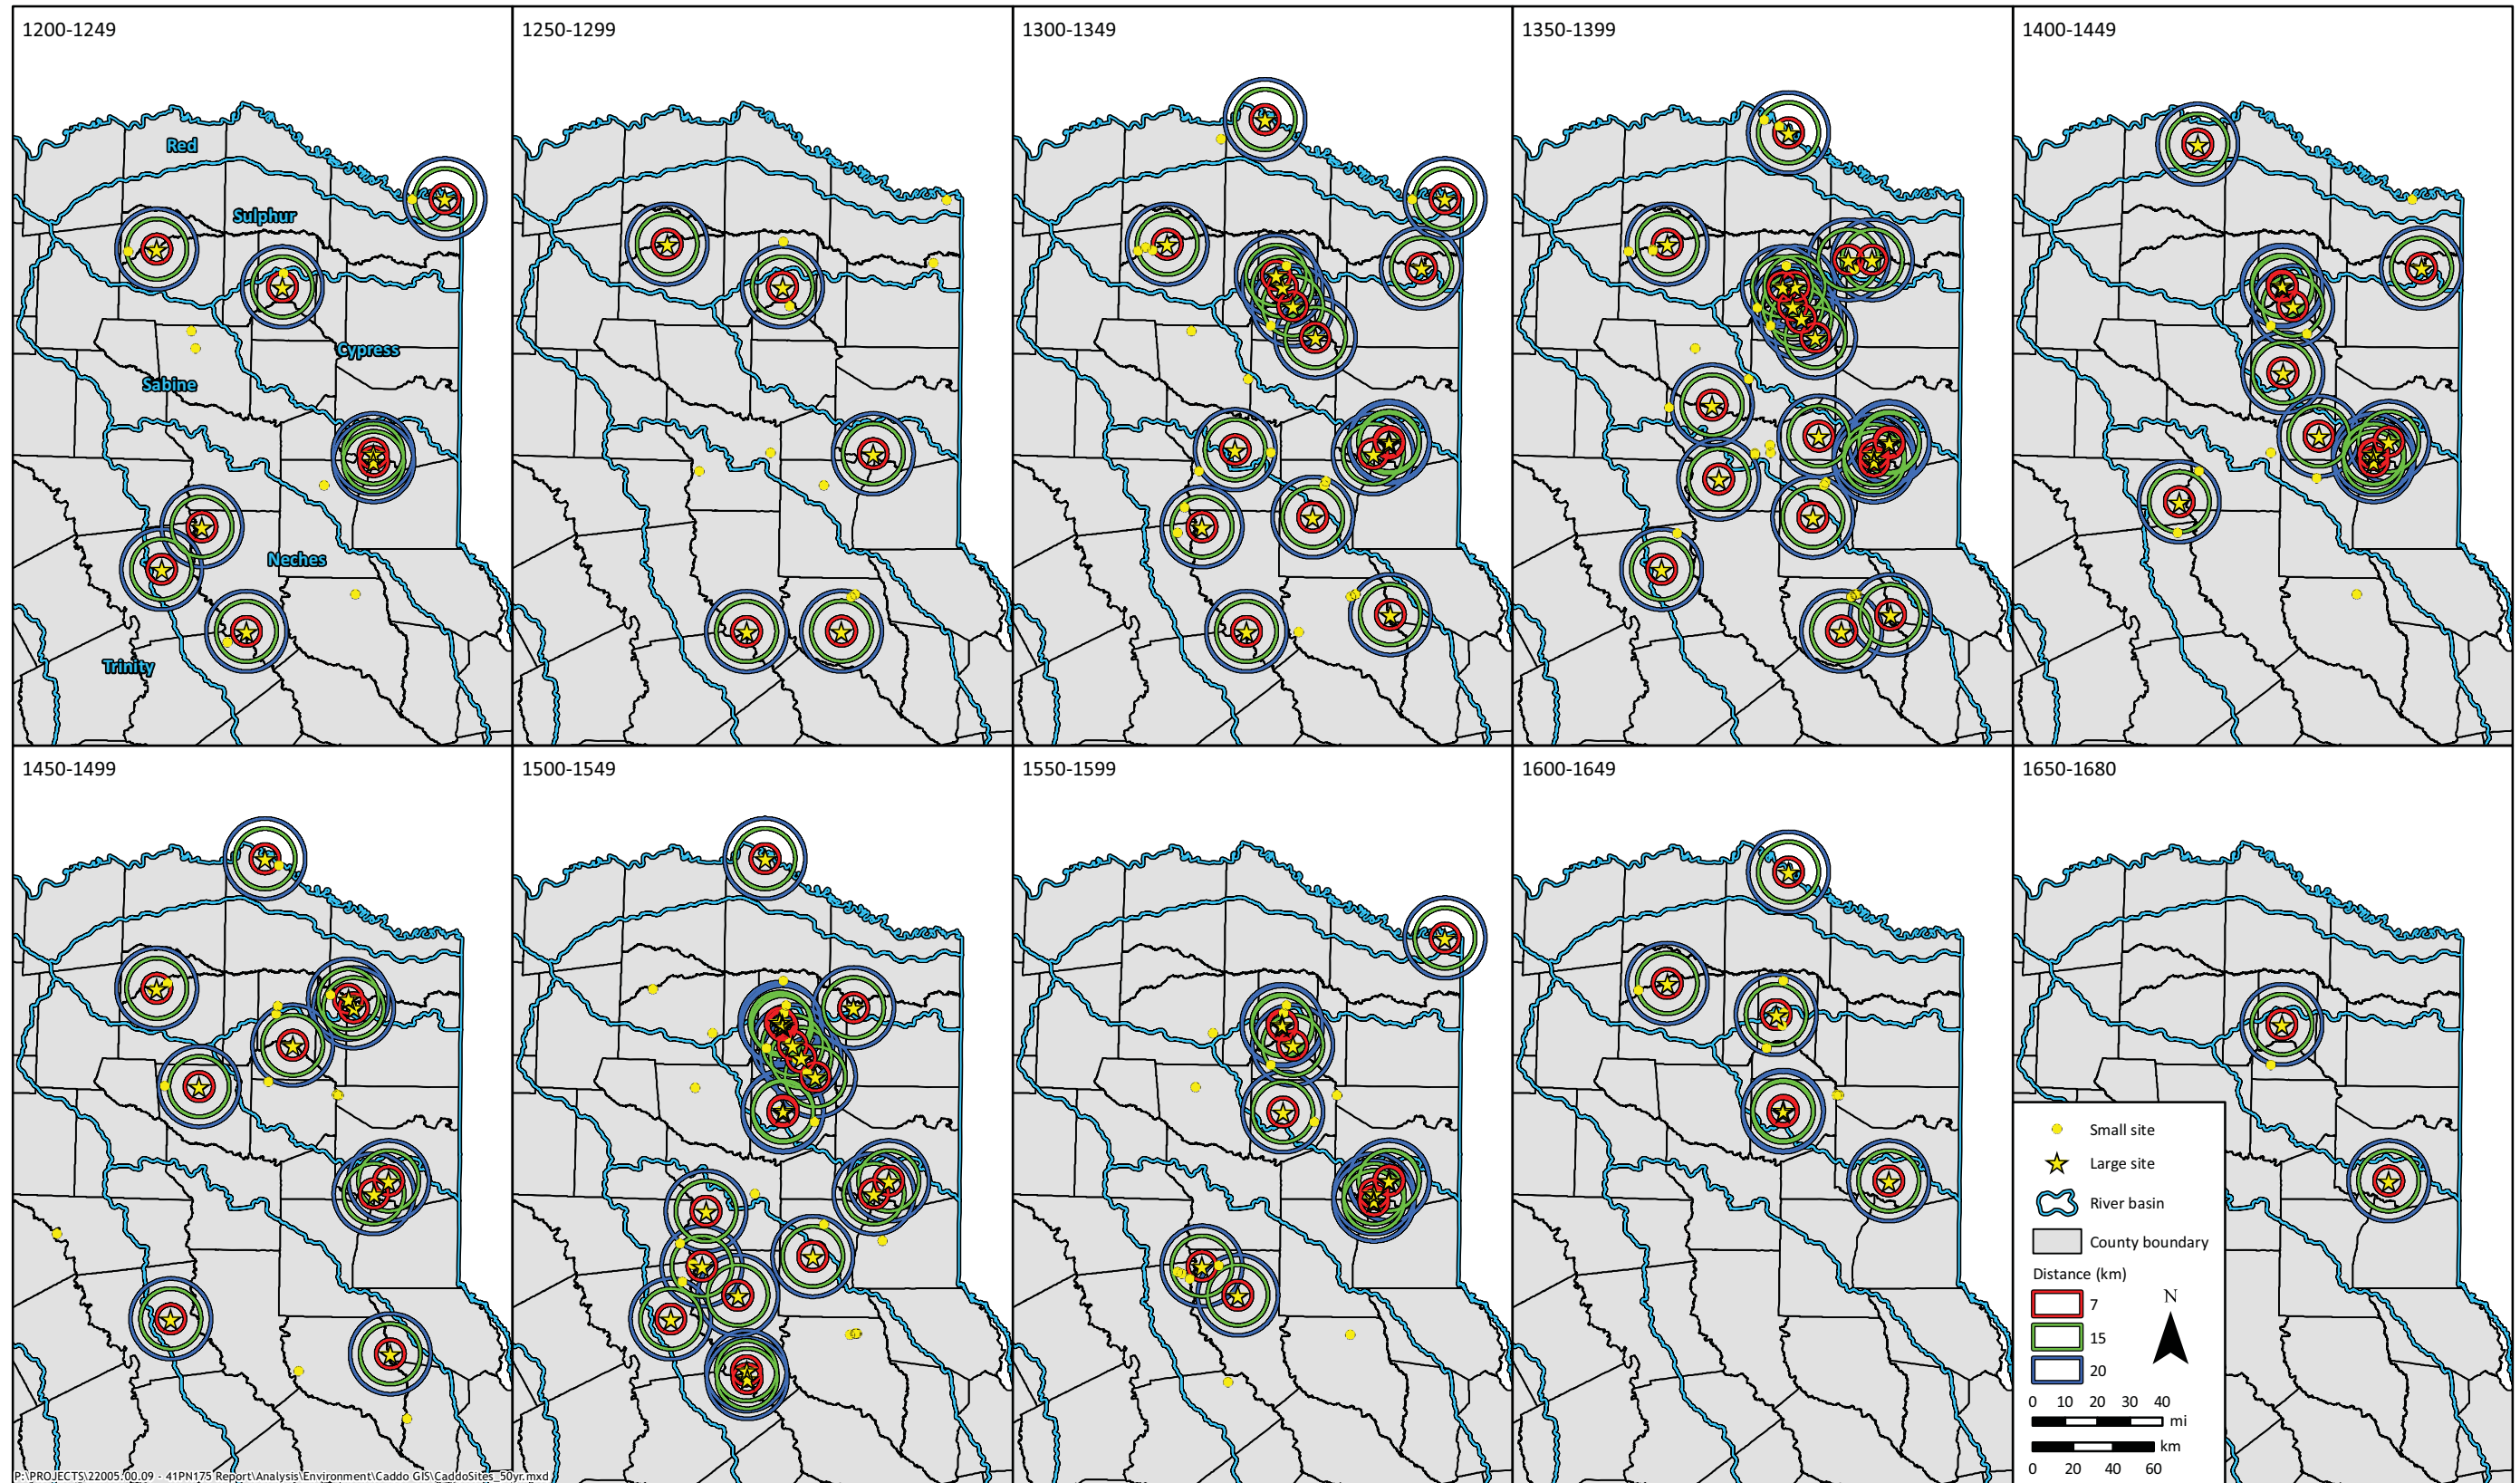 1200-1249
1250-1299
1300-1349
1350-1399
1400-1449
Red
Sulphur
Cypress
Sabine
Neches
Trinity
1450-1499
1500-1549
1550-1599
1600-1649
1650-1680
Small site
Large site
River basin
County boundary
Distance (km)
7
15
20
N
0 10 20 30 40
mi
km
0 20 40 60
P:\PROJECTS\22005.00.09 - 41PN175 Report\Analysis\Environment\Caddo GIS\CaddoSites_50yr.mxd